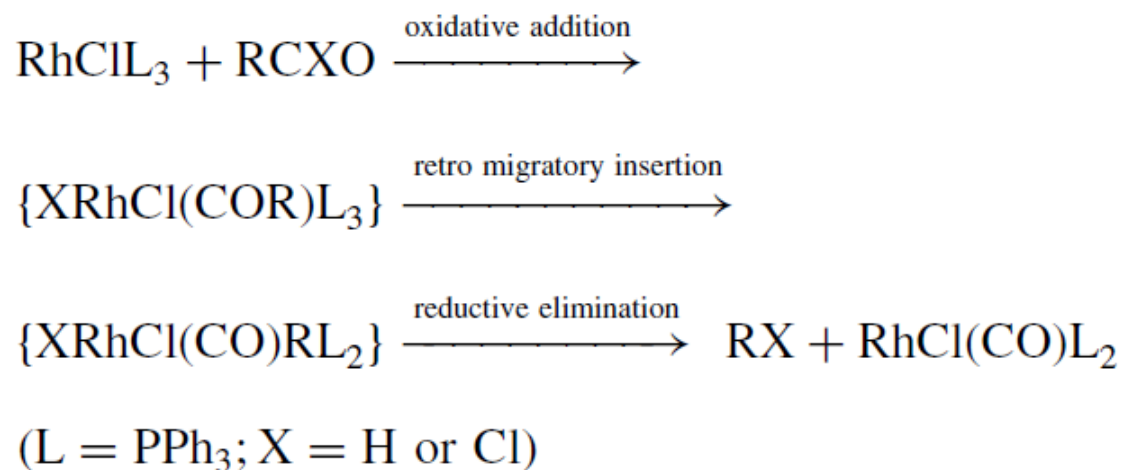 oxidative addition
RhClL₃ + RCXO ⟶
retro migratory insertion
{XRhCl(COR)L₃} ⟶
reductive elimination
{XRhCl(CO)RL₂} ⟶ RX + RhCl(CO)L₂
(L = PPh₃; X = H or Cl)